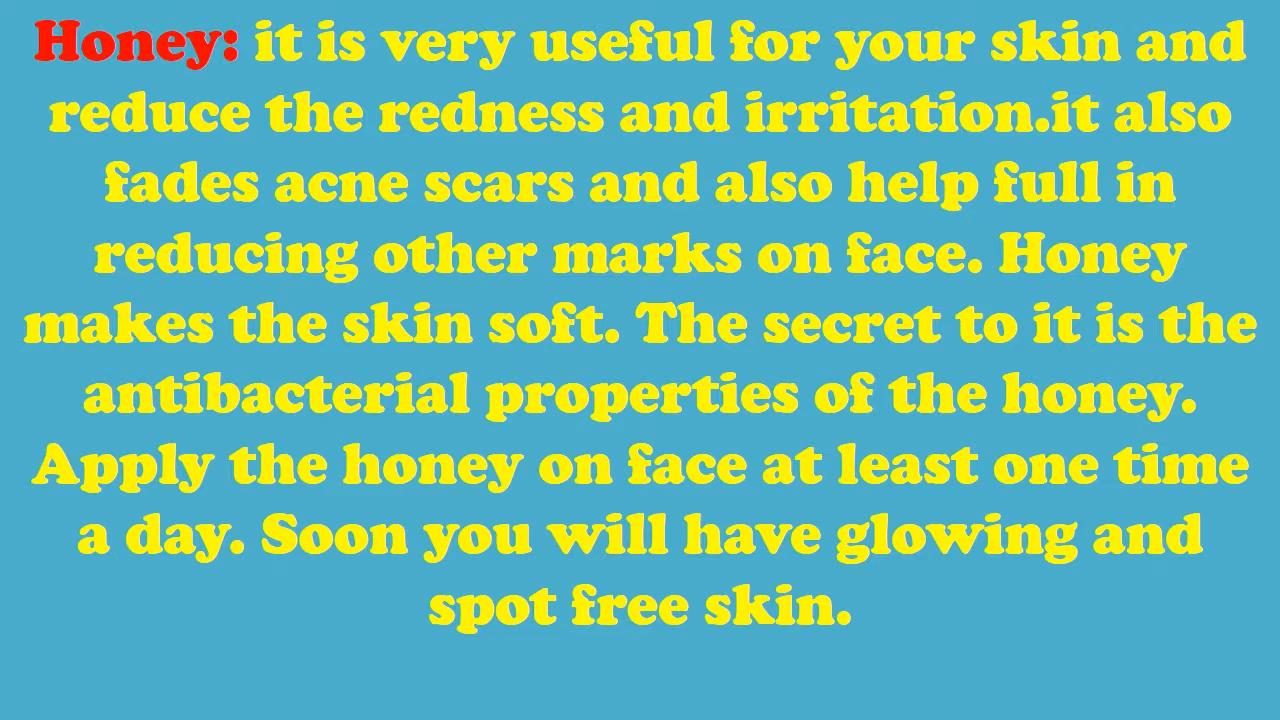 Honey: it is very useful for your skin and
reduce the redness and irritation.it also
fades acne scars and also help full in
reducing other marks on face. Honey
makes the skin soft. The secret to it is the
antibacterial properties of the honey.
Apply the honey on face at least one time
a day. Soon you will have glowing and
spot free skin.